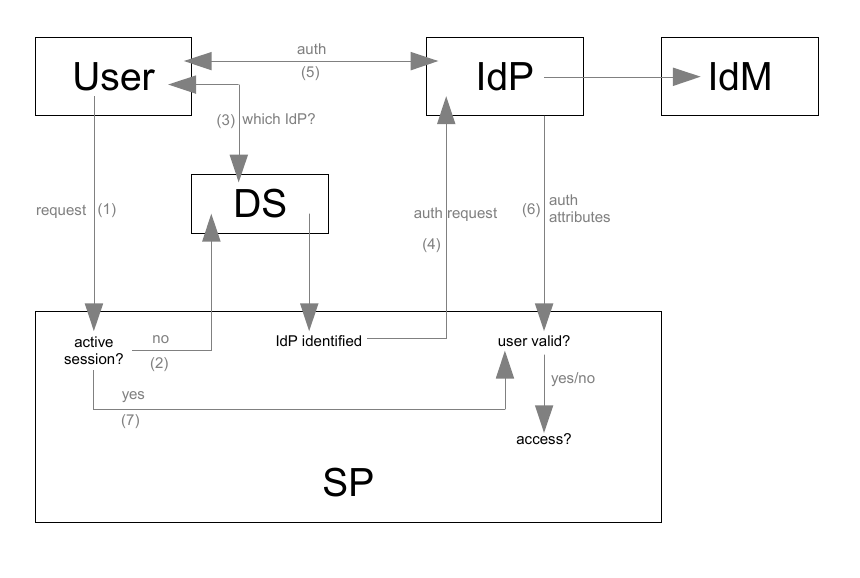 User
auth
(5)
IdP
IdM
(3)
which IdP?
DS
request
(1)
auth request
(4)
(6)
auth
attributes
active
session?
no
(2)
IdP identified
user valid?
yes
(7)
yes/no
access?
SP